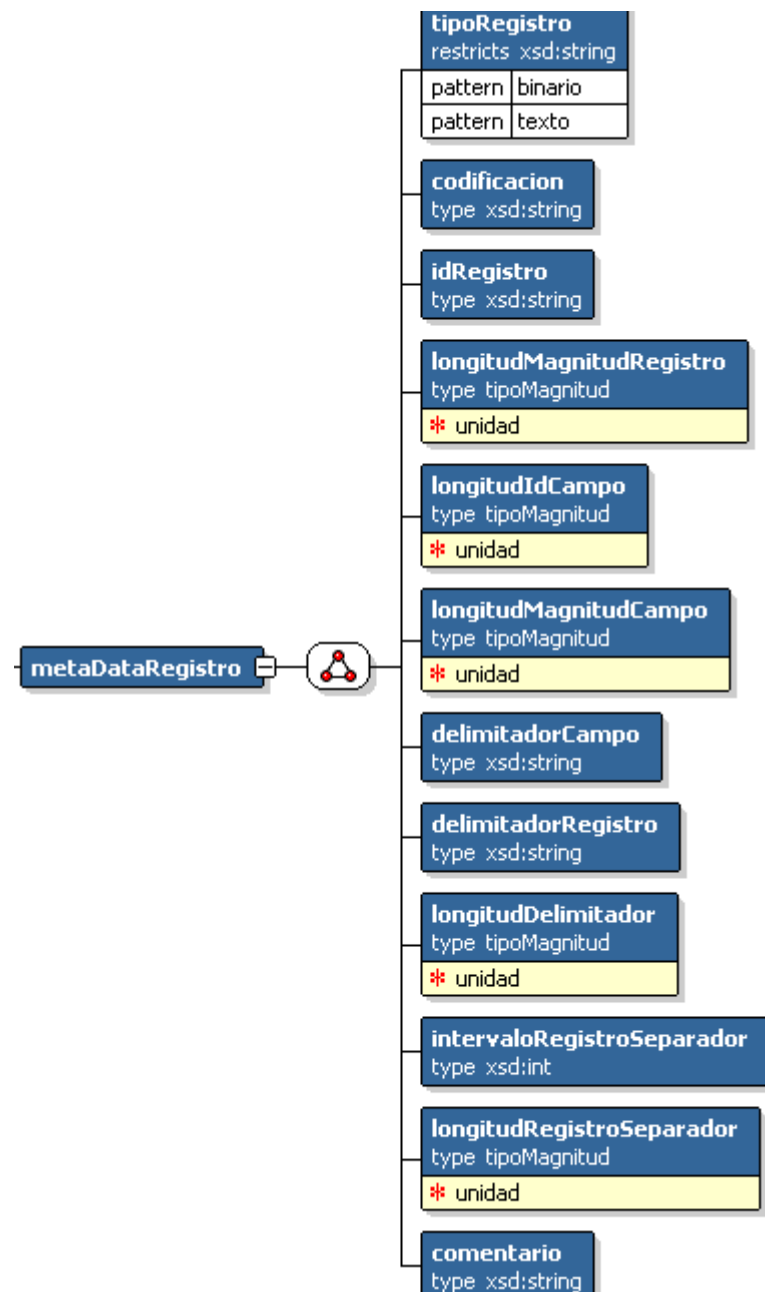 tipoRegistro
restricts xsd:string
pattern binario
pattern texto
codificacion
type xsd:string
idRegistro
type xsd:string
longitudMagnitudRegistro
type tipoMagnitud
* unidad
longitudIdCampo
type tipoMagnitud
* unidad
longitudMagnitudCampo
type tipoMagnitud
* unidad
metaDataRegistro
delimitadorCampo
type xsd:string
delimitadorRegistro
type xsd:string
longitudDelimitador
type tipoMagnitud
* unidad
intervaloRegistroSeparador
type xsd:int
longitudRegistroSeparador
type tipoMagnitud
* unidad
comentario
type xsd:string